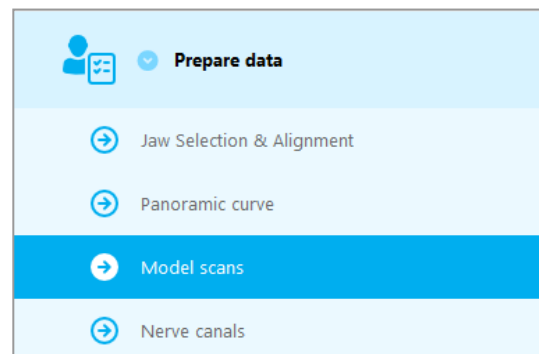 Prepare data
Jaw Selection & Alignment
Panoramic curve
Model scans
Nerve canals